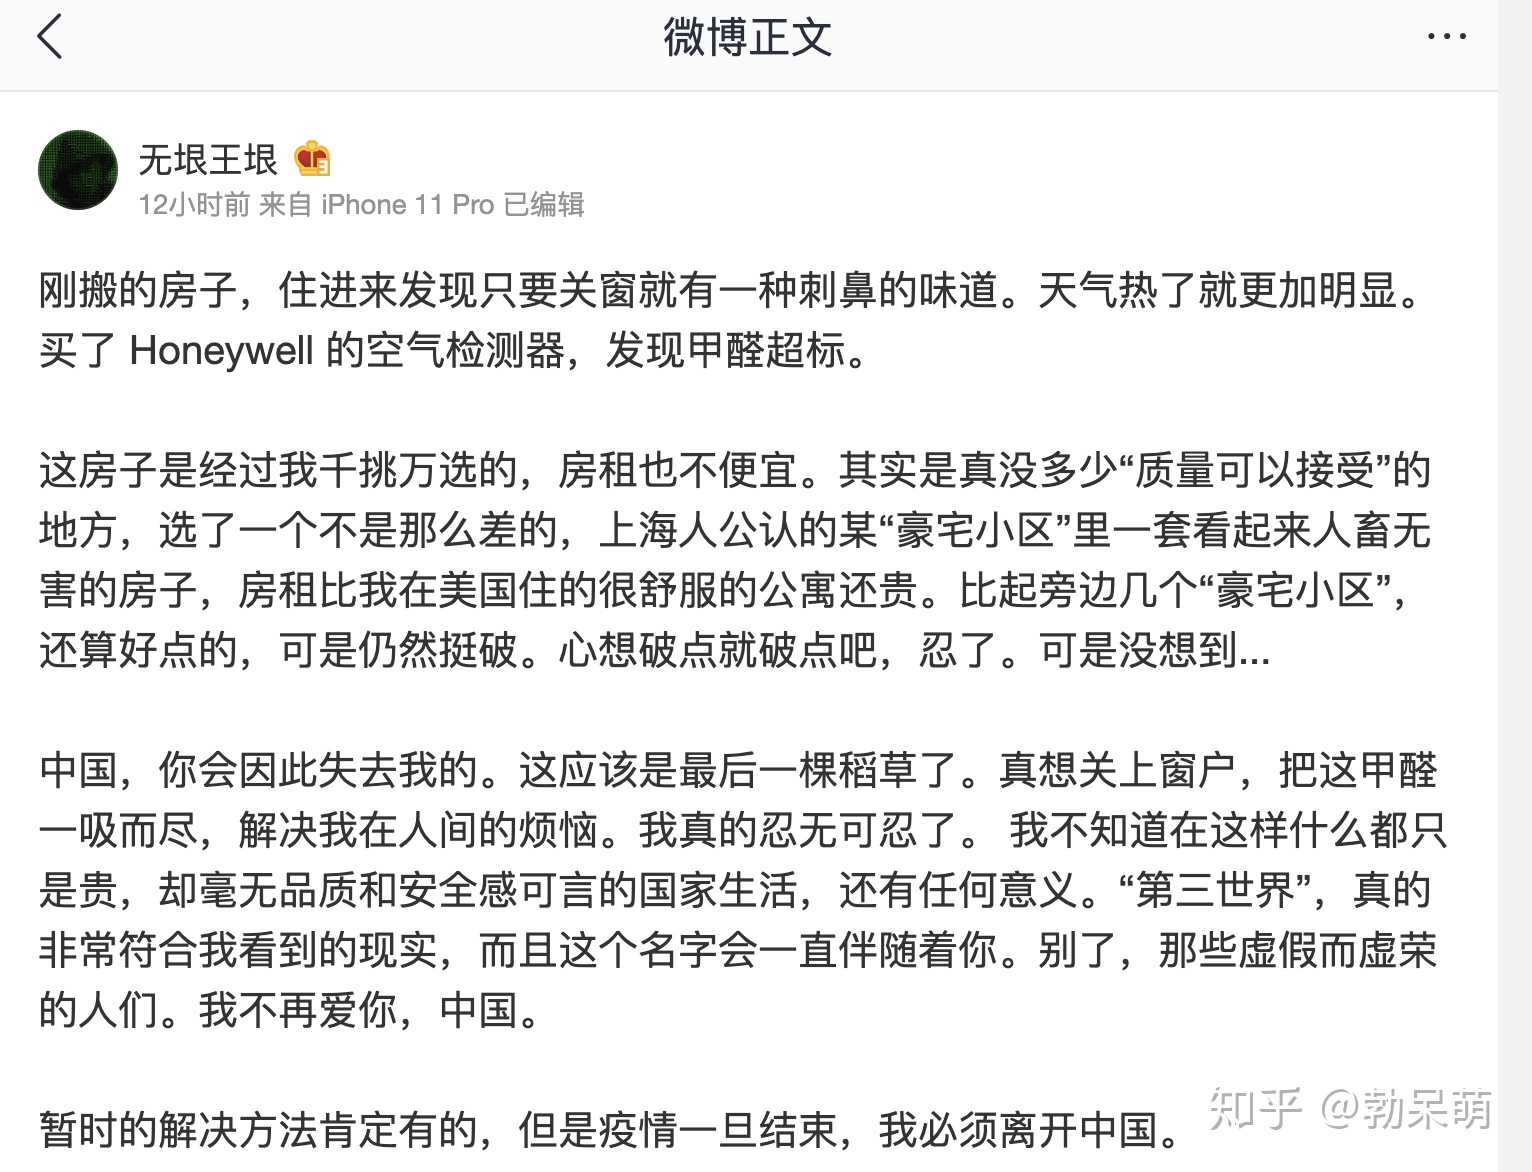 微博正文
无垠王垠
12小时前 来自 iPhone 11 Pro 已编辑
刚搬的房子，住进来发现只要关窗就有一种刺鼻的味道。天气热了就更加明显。
买了 Honeywell 的空气检测器，发现甲醛超标。
这房子是经过我千挑万选的，房租也不便宜。其实是真没多少“质量可以接受”的
地方，选了一个不是那么差的，上海人公认的某“豪宅小区”里一套看起来人畜无
害的房子，房租比我在美国住的很舒服的公寓还贵。比起旁边几个“豪宅小区”，
还算好点的，可是仍然挺破。心想破点就破点吧，忍了。可是没想到...
中国，你会因此失去我的。这应该是最后一棵稻草了。真想关上窗户，把这甲醛
一吸而尽，解决我在人间的烦恼。我真的忍无可忍了。 我不知道在这样什么都只
是贵，却毫无品质和安全感可言的国家生活，还有任何意义。“第三世界”，真的
非常符合我看到的现实，而且这个名字会一直伴随着你。别了，那些虚假而虚荣
的人们。我不再爱你，中国。
暂时的解决方法肯定有的，但是疫情一旦结束，我必须离开中国。
知乎 @勃呆萌